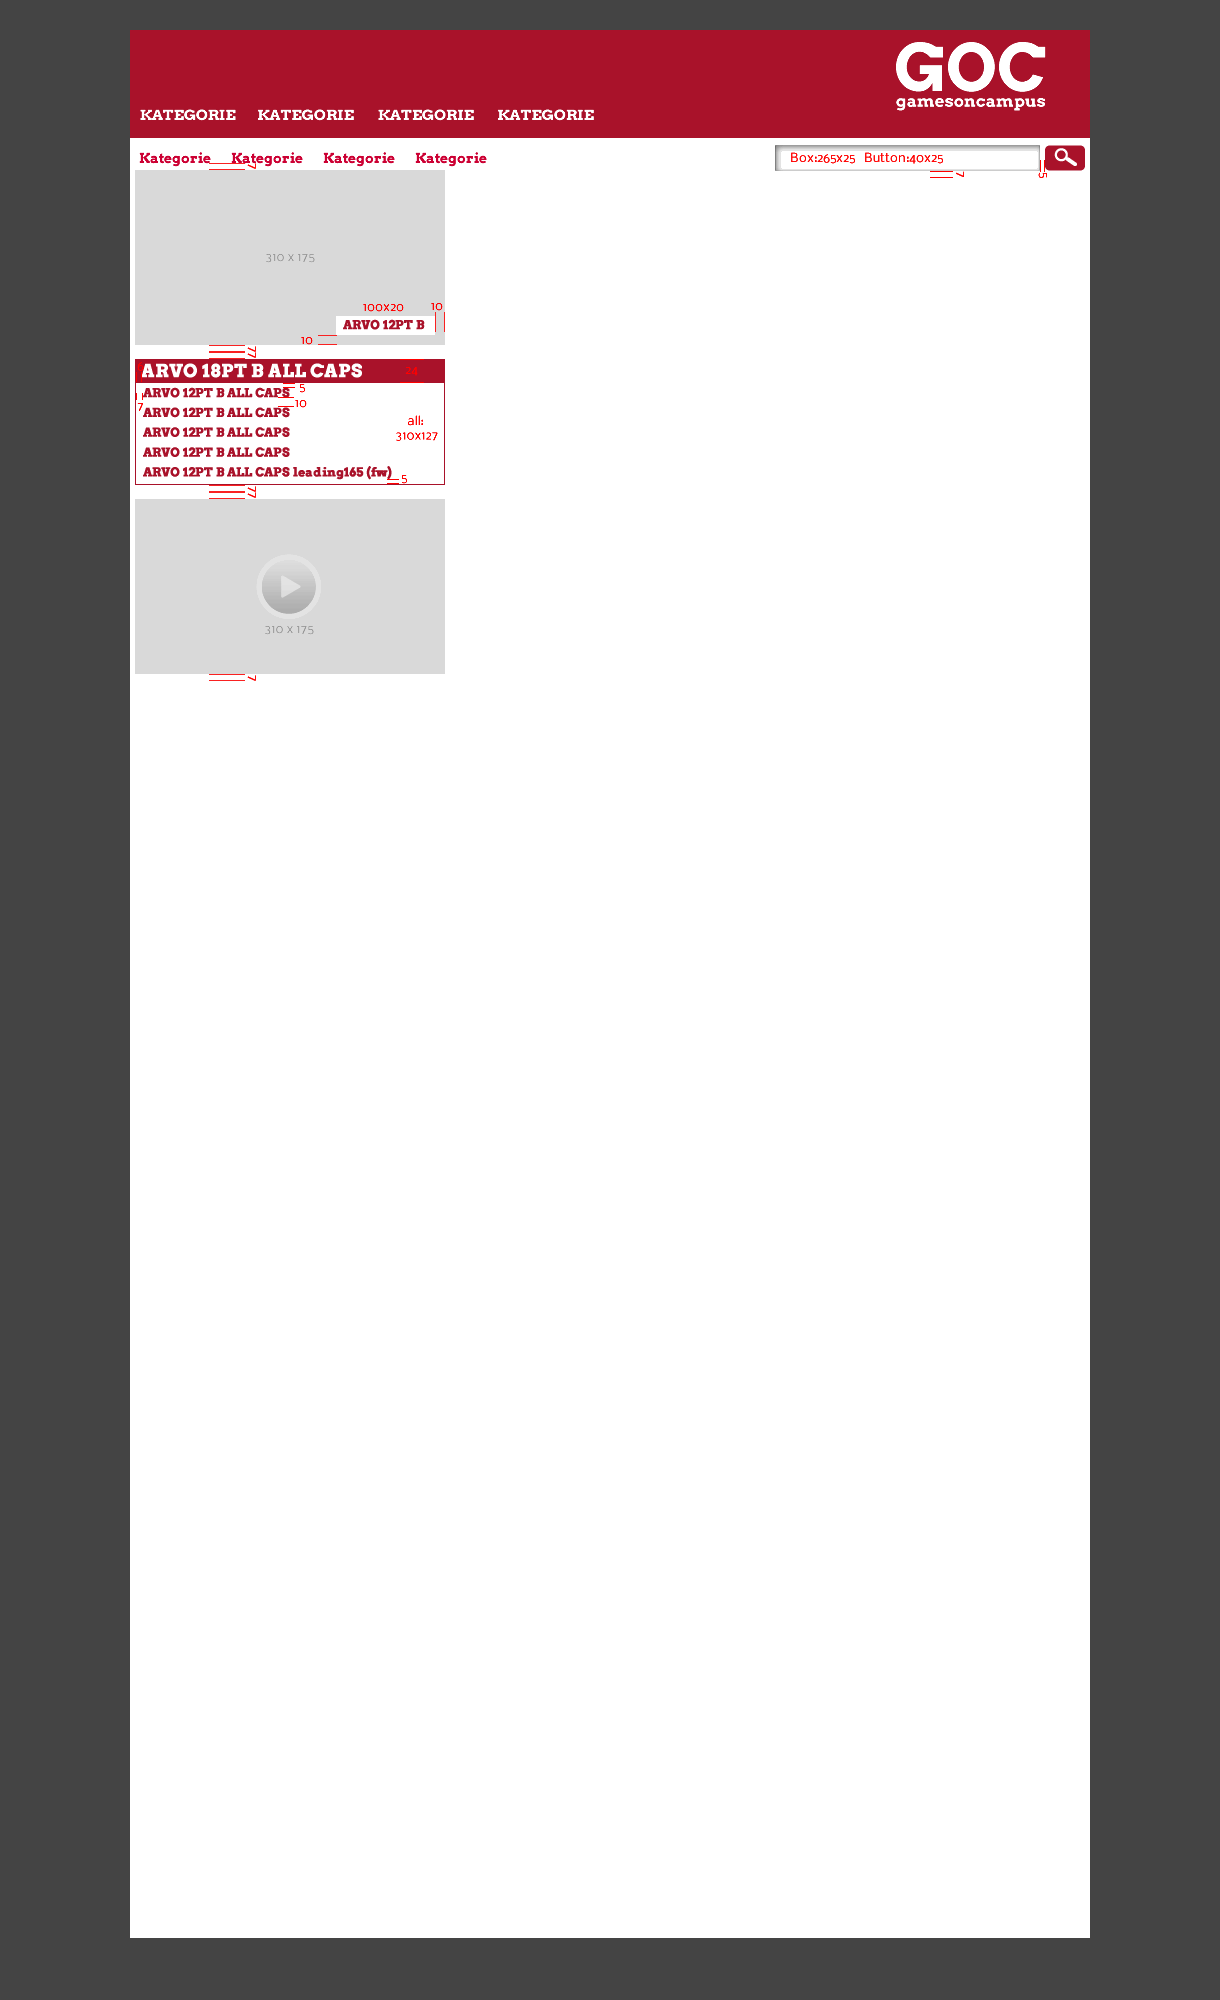 GOC
gamesoncampus
KATEGORIE KATEGORIE KATEGORIE KATEGORIE
Kategorie Kategorie Kategorie Kategorie
Box:265x25 Button:40x25
7
7
5
310 x 175
100x20
10
ARVO 12PT B
10
77
ARVO 18PT B ALL CAPS
24
ARVO 12PT B ALL CAPS
5
10
7
ARVO 12PT B ALL CAPS
all:
310x127
ARVO 12PT B ALL CAPS
ARVO 12PT B ALL CAPS
ARVO 12PT B ALL CAPS leading165 (fw)
5
77
310 x 175
7